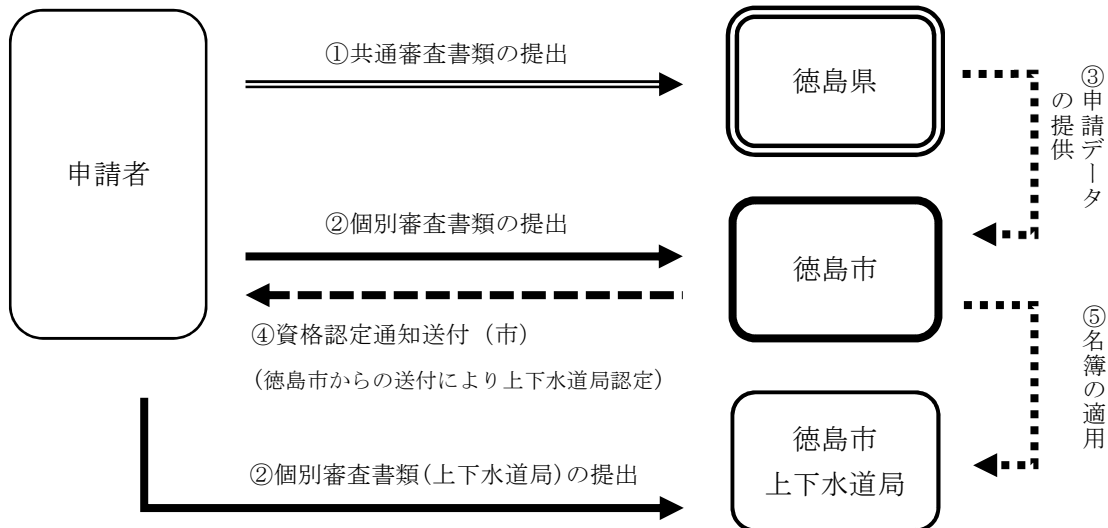 ①共通審査書類の提出
徳島県
③申請データ
の提供
申請者
②個別審査書類の提出
徳島市
④資格認定通知送付（市）
(徳島市からの送付により上下水道局認定)
⑤名簿の適用
徳島市
上下水道局
②個別審査書類(上下水道局)の提出